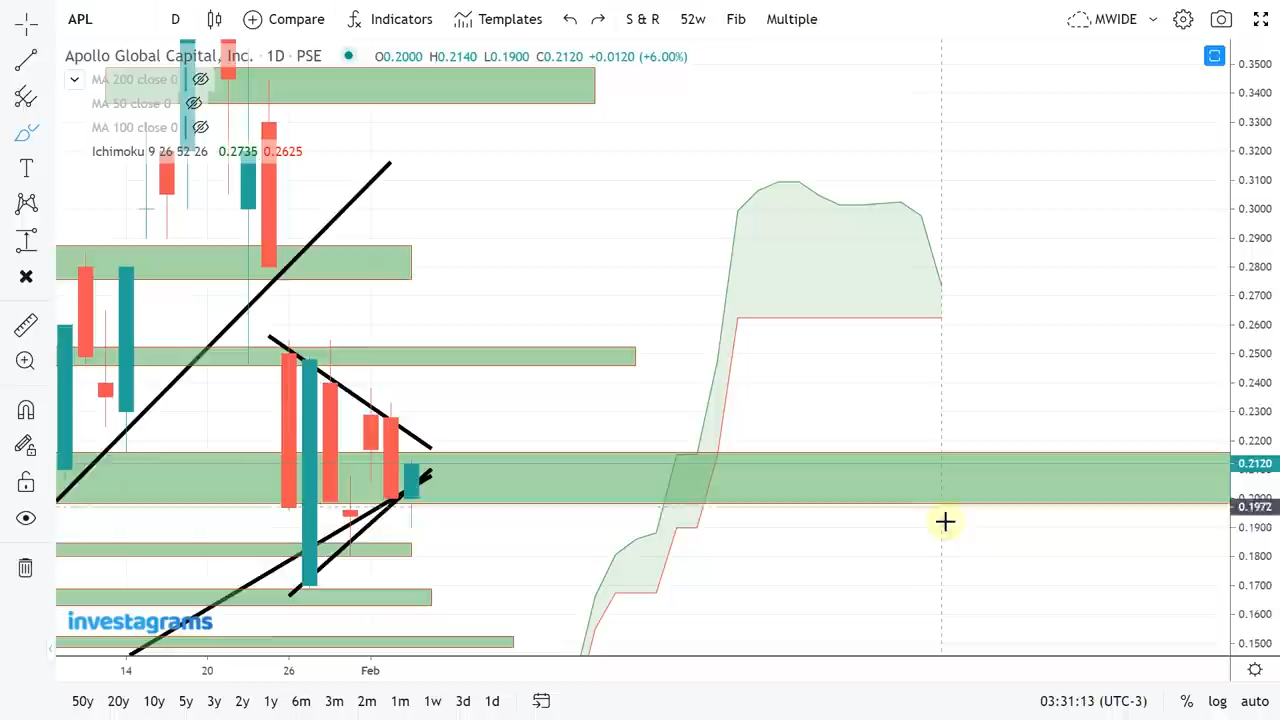 APL D Compare Indicators Templates S & R 52w Fib Multiple MWIDE
Apollo Global Capital, Inc. · 1D · PSE O0.2000 H0.2140 L0.1900 C0.2120 +0.0120 (+6.00%)
MA 200 close 0
MA 50 close 0
MA 100 close 0
Ichimoku 9 26 52 26 0.2735 0.2625
0.3500
0.3400
0.3300
0.3200
0.3100
0.3000
0.2900
0.2800
0.2700
0.2600
0.2500
0.2400
0.2300
0.2200
0.2120
0.1972
0.1900
0.1800
0.1700
0.1600
0.1500
investagrams
14 20 26 Feb
50y 20y 10y 5y 3y 2y 1y 6m 3m 2m 1m 1w 3d 1d 03:31:13 (UTC-3) % log auto